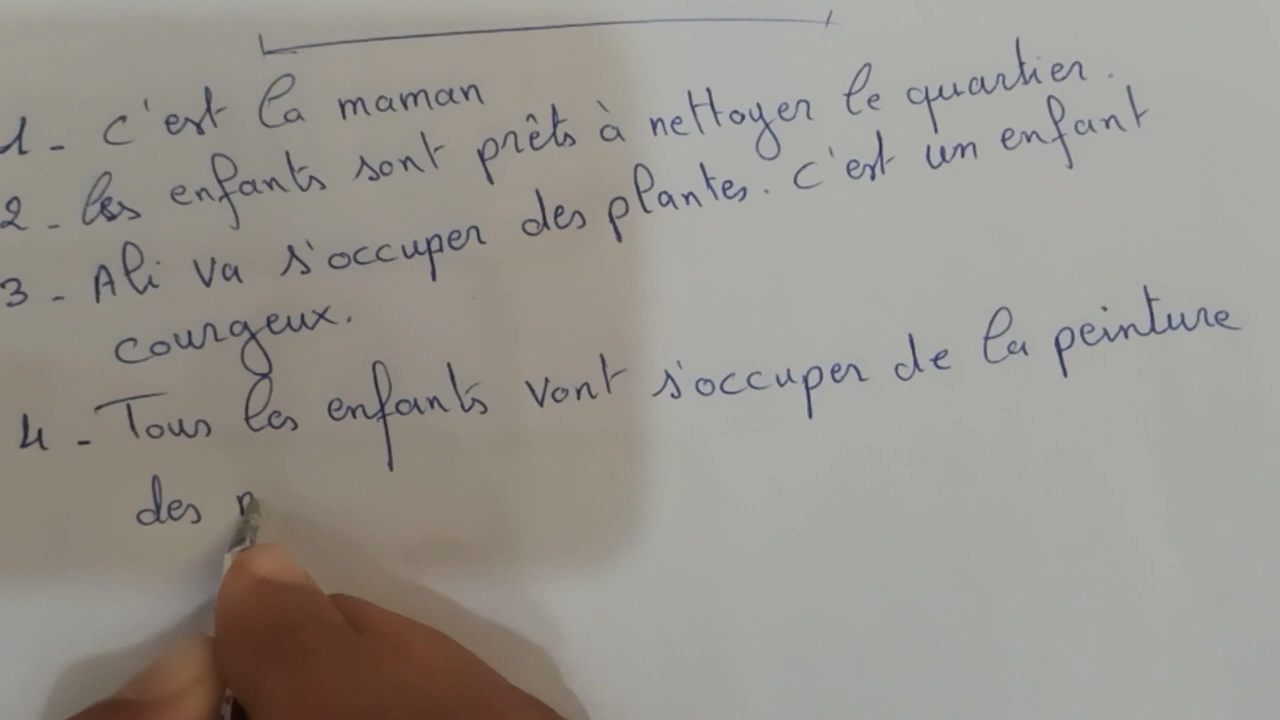 1- c'est la maman
2- les enfants sont prêts à nettoyer le quartier.
3- Ali va s'occuper des plantes. c'est un enfant
courgeux.
4- Tous les enfants vont s'occuper de la peinture
des